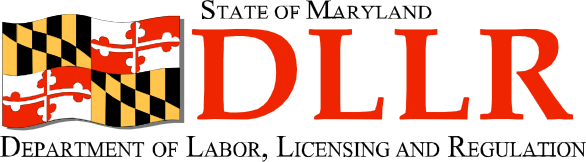 STATE OF MARYLAND
DLLR
DEPARTMENT OF LABOR, LICENSING AND REGULATION